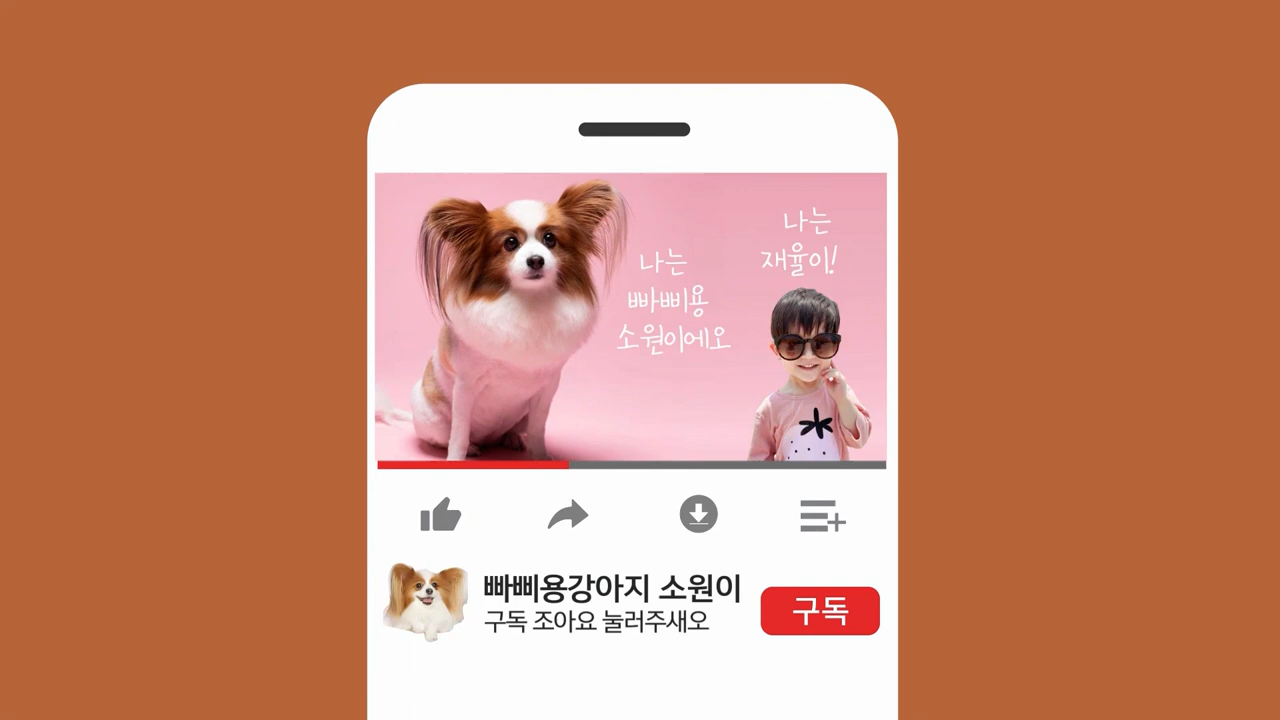 나는
빠삐용
소원이에오
나는
재율이!
빠삐용강아지 소원이
구독 조아요 눌러주새오
구독